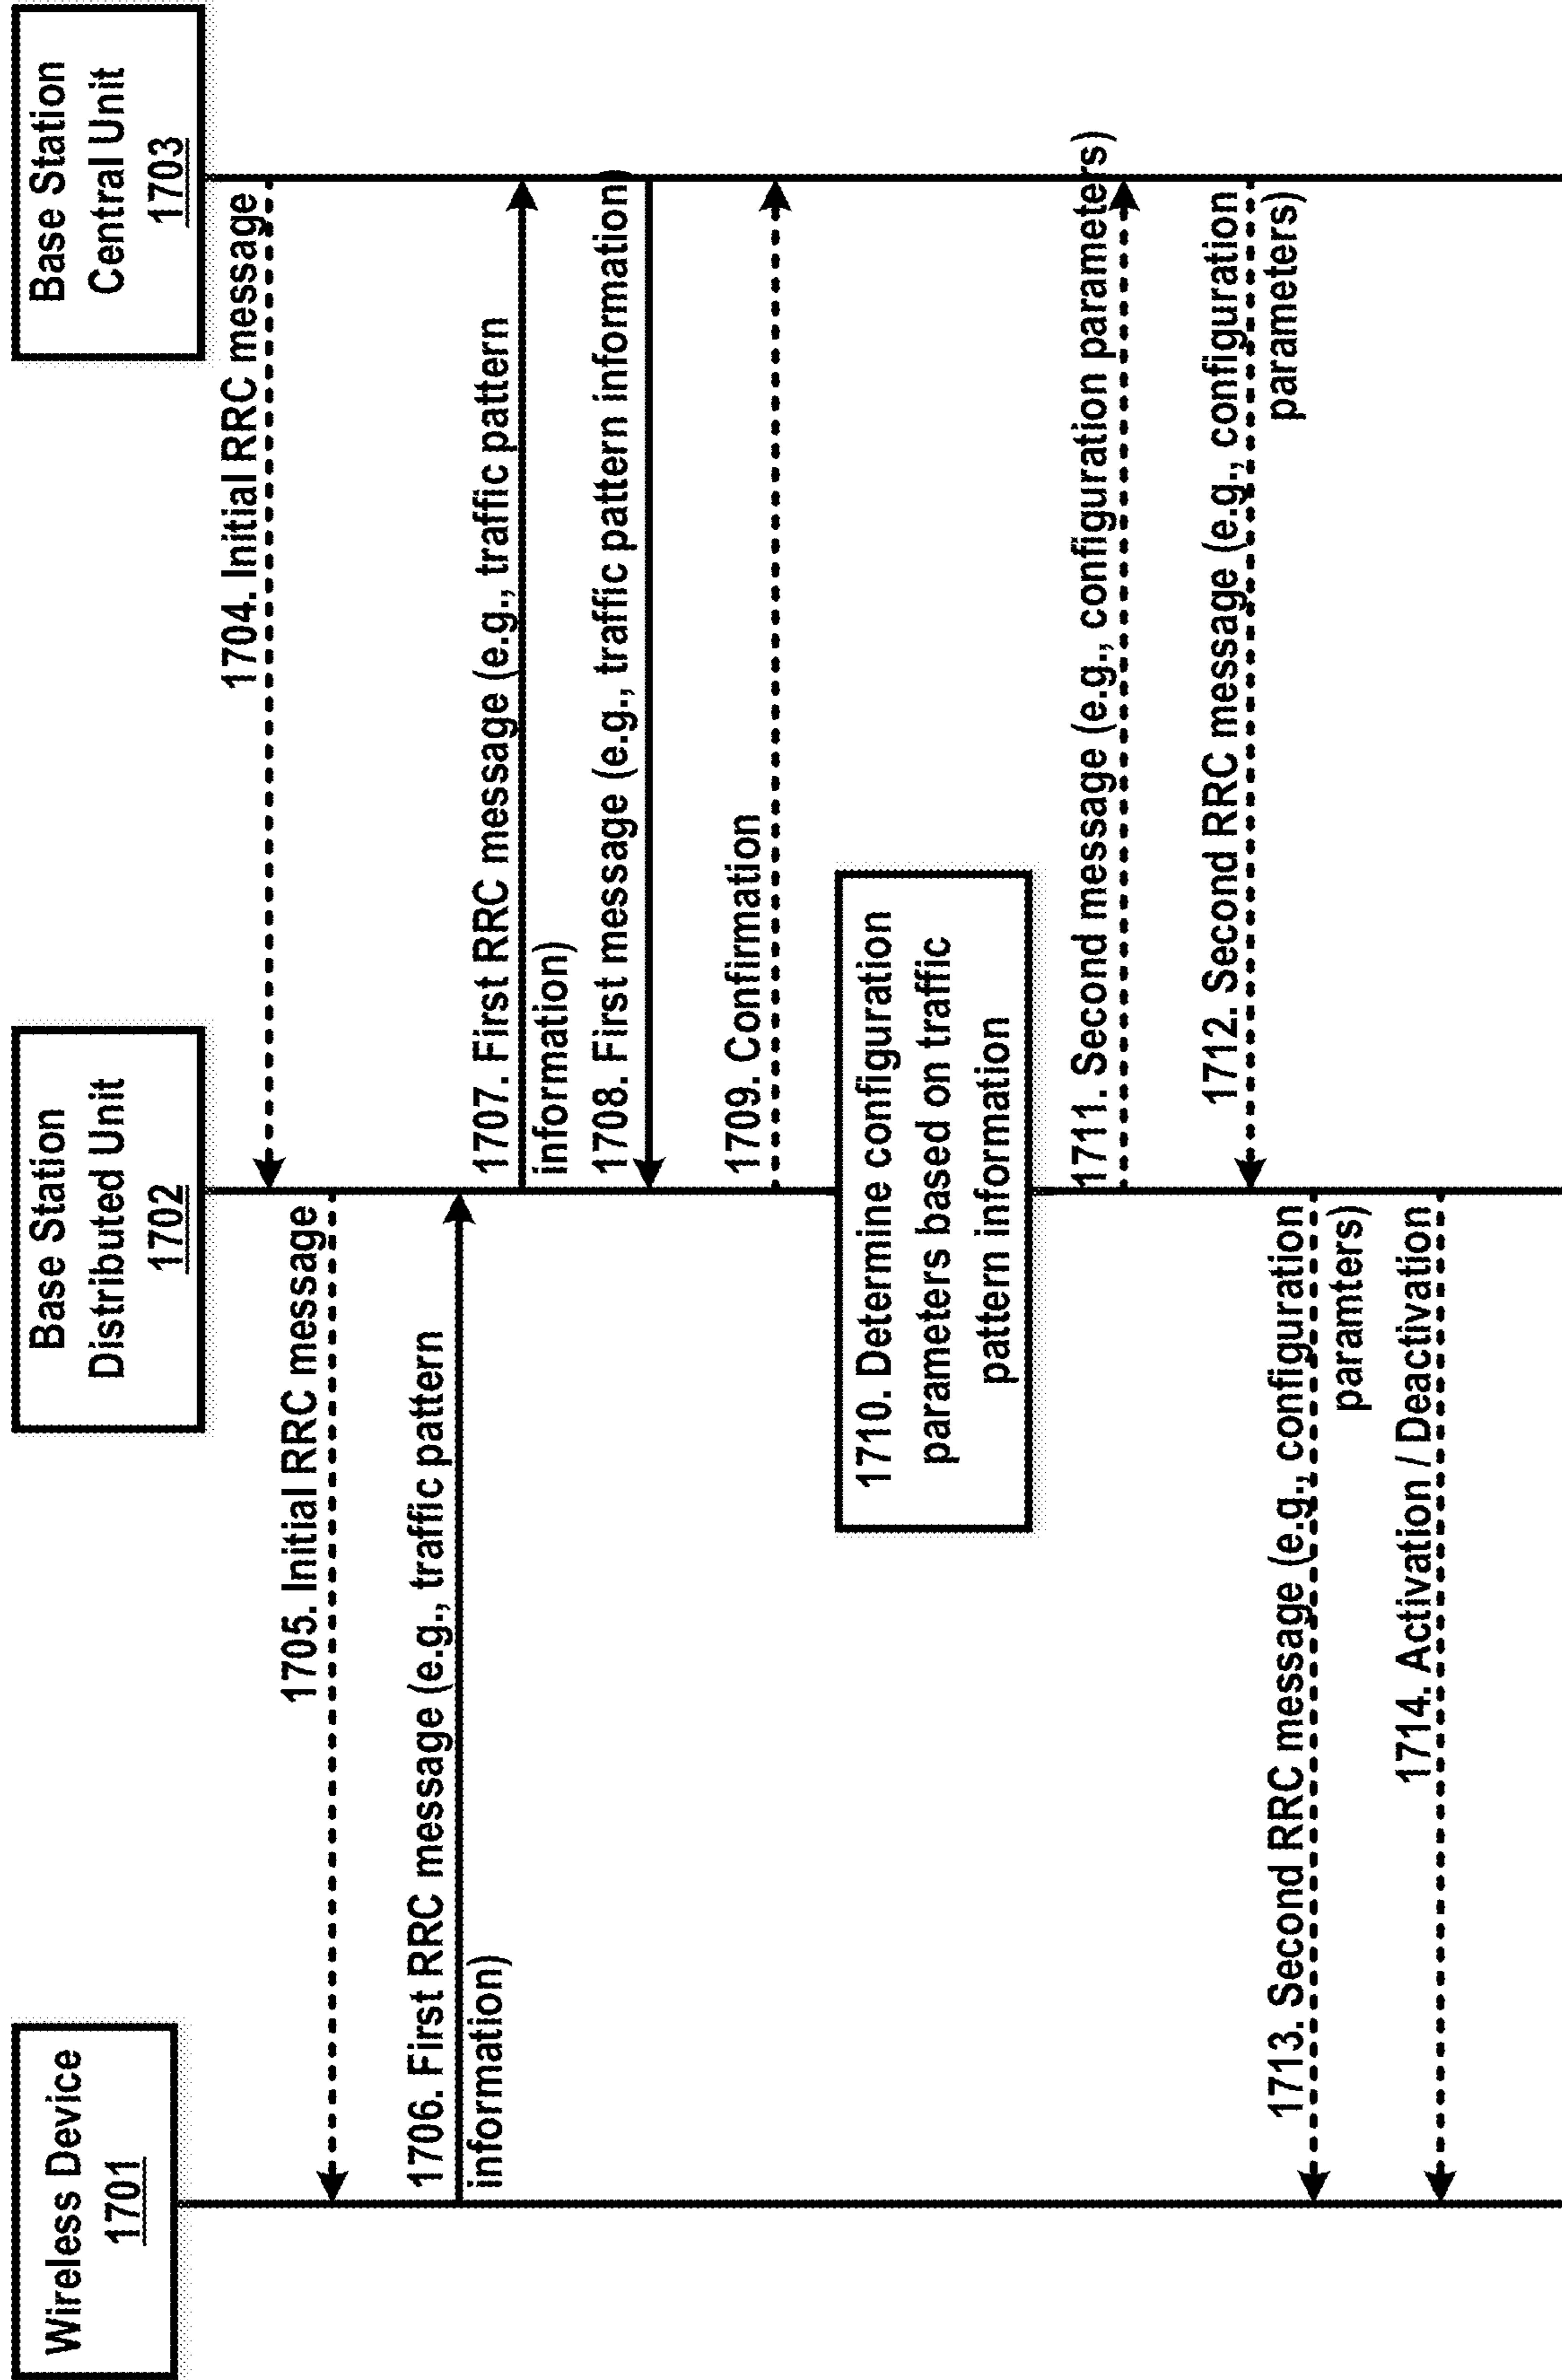 Wireless Device
1701
Base Station
Distributed Unit
1702
Base Station
Central Unit
1703
1704. Initial RRC message
1705. Initial RRC message
1706. First RRC message (e.g., traffic pattern
information)
1707. First RRC message (e.g., traffic pattern
information)
1708. First message (e.g., traffic pattern information)
1709. Confirmation
1710. Determine configuration
parameters based on traffic
pattern information
1711. Second message (e.g., configuration parameters)
1712. Second RRC message (e.g., configuration
parameters)
1713. Second RRC message (e.g., configuration
paramters)
1714. Activation / Deactivation